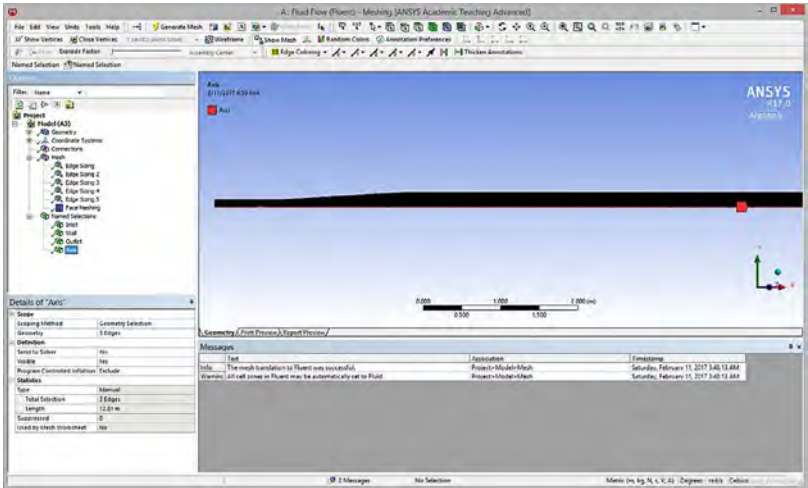 A : Fluid Flow (Fluent) - Meshing [ANSYS Academic Teaching Advanced]
File Edit View Units Tools Help Generate Mesh
Show Vertices Close Vertices Wireframe Show Mesh Random Colors Annotation Preferences
Explode Factor: Assembly Center Edge Coloring Thicken Annotations
Named Selection Named Selection
Filter: Name
Project
Model (A3)
Geometry
Coordinate Systems
Connections
Mesh
Edge Sizing
Edge Sizing 2
Edge Sizing 3
Edge Sizing 4
Edge Sizing 5
Face Meshing
Named Selections
Inlet
Wall
Outlet
Axis
Axis
Axis
ANSYS
R17.0
Academic
0.000 1.000 2.000 (m)
0.500 1.500
Geometry Print Preview Report Preview
Details of "Axis"
Scope
Scoping Method Geometry Selection
Geometry 3 Edges
Definition
Send to Solver Yes
Visible Yes
Program Controlled Inflation Exclude
Statistics
Type Manual
Total Selection 3 Edges
Length 12.01 m
Suppressed 0
Used by Mesh Worksheet No
Messages
Text Association Timestamp
Info The mesh translation to Fluent was successful. Project>Model>Mesh Saturday, February 11, 2017 3:40:13 AM
Warning All cell zones in Fluent may be automatically set to Fluid. Project>Model>Mesh Saturday, February 11, 2017 3:40:13 AM
2 Messages No Selection Metric (m, kg, N, s, V, A) Degrees rad/s Celsius